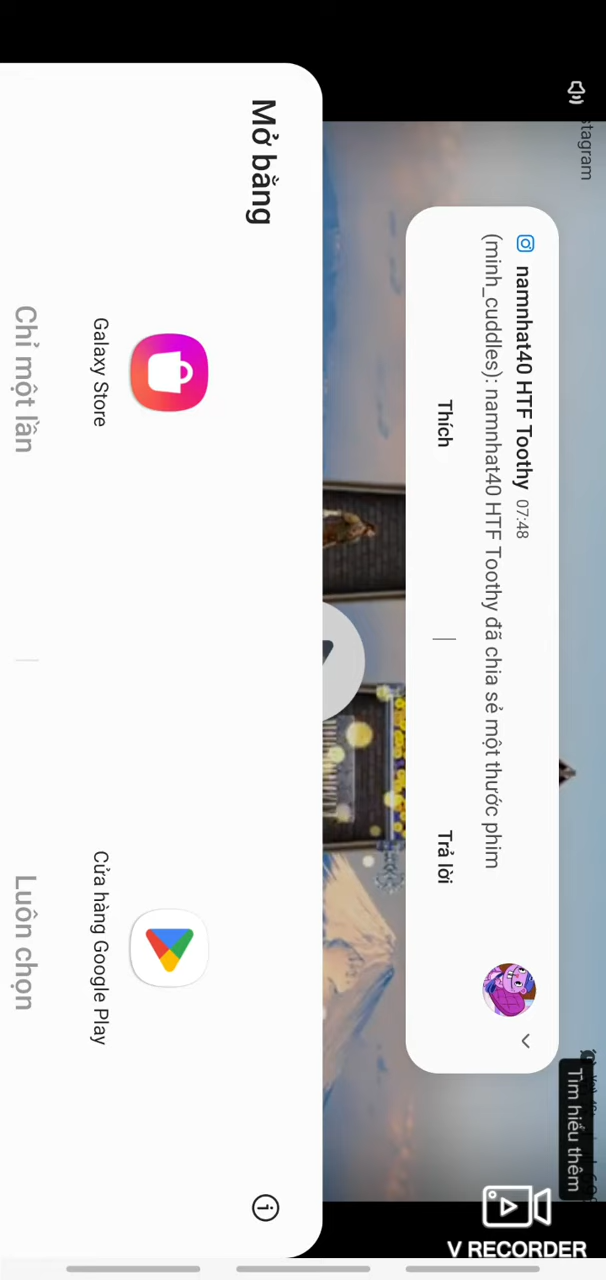 stagram
namnhat40 HTF Toothy 07:48
(minh_cuddles): namnhat40 HTF Toothy đã chia sẻ một thước phim
Thích
Trả lời
Tìm hiểu thêm
Mở bằng
Galaxy Store
Cửa hàng Google Play
Chỉ một lần
Luôn chọn
V RECORDER